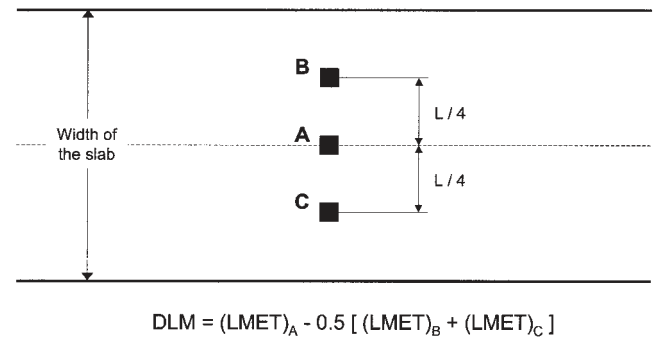 B
L / 4
Width of
the slab
A
L / 4
C
DLM = (LMET)A - 0.5 [ (LMET)B + (LMET)C ]